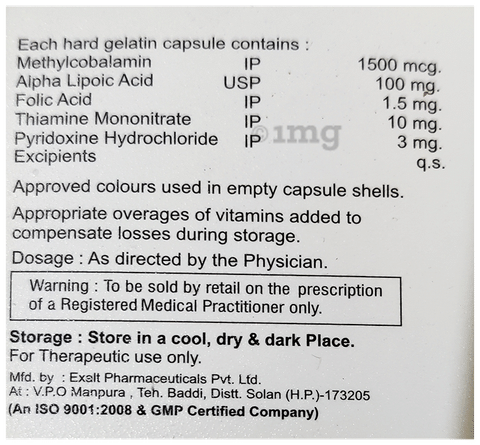 Each hard gelatin capsule contains :
Methylcobalamin IP 1500 mcg.
Alpha Lipoic Acid USP 100 mg.
Folic Acid IP 1.5 mg.
Thiamine Mononitrate IP 10 mg.
Pyridoxine Hydrochloride IP 3 mg.
1mg
Excipients q.s.
Approved colours used in empty capsule shells.
Appropriate overages of vitamins added to
compensate losses during storage.
Dosage : As directed by the Physician.
Warning : To be sold by retail on the prescription
of a Registered Medical Practitioner only.
Storage : Store in a cool, dry & dark Place.
For Therapeutic use only.
Mfd. by : Exalt Pharmaceuticals Pvt. Ltd.
At : V.P.O Manpura , Teh. Baddi, Distt. Solan (H.P.)-173205
(An ISO 9001:2008 & GMP Certified Company)